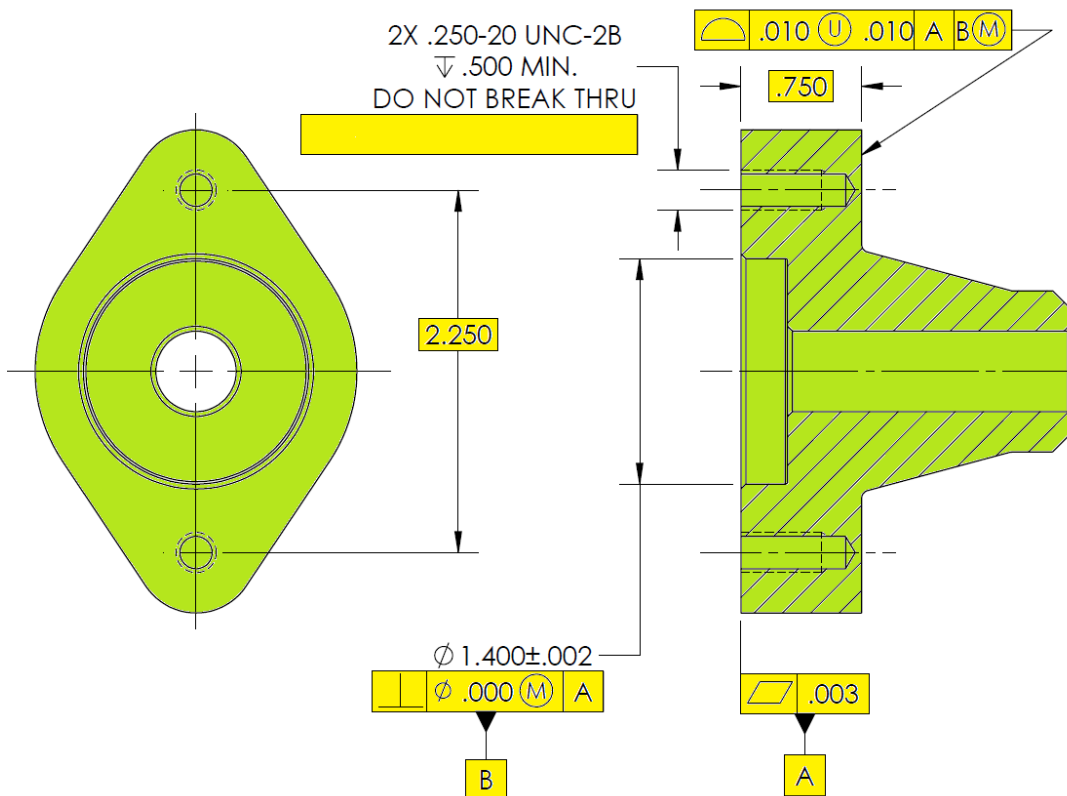 2X .250-20 UNC-2B
↧ .500 MIN.
DO NOT BREAK THRU
⌓ .010 Ⓤ .010 A B Ⓜ
.750
2.250
∅ 1.400±.002
⟂ ∅ .000 Ⓜ A
B
⏥ .003
A